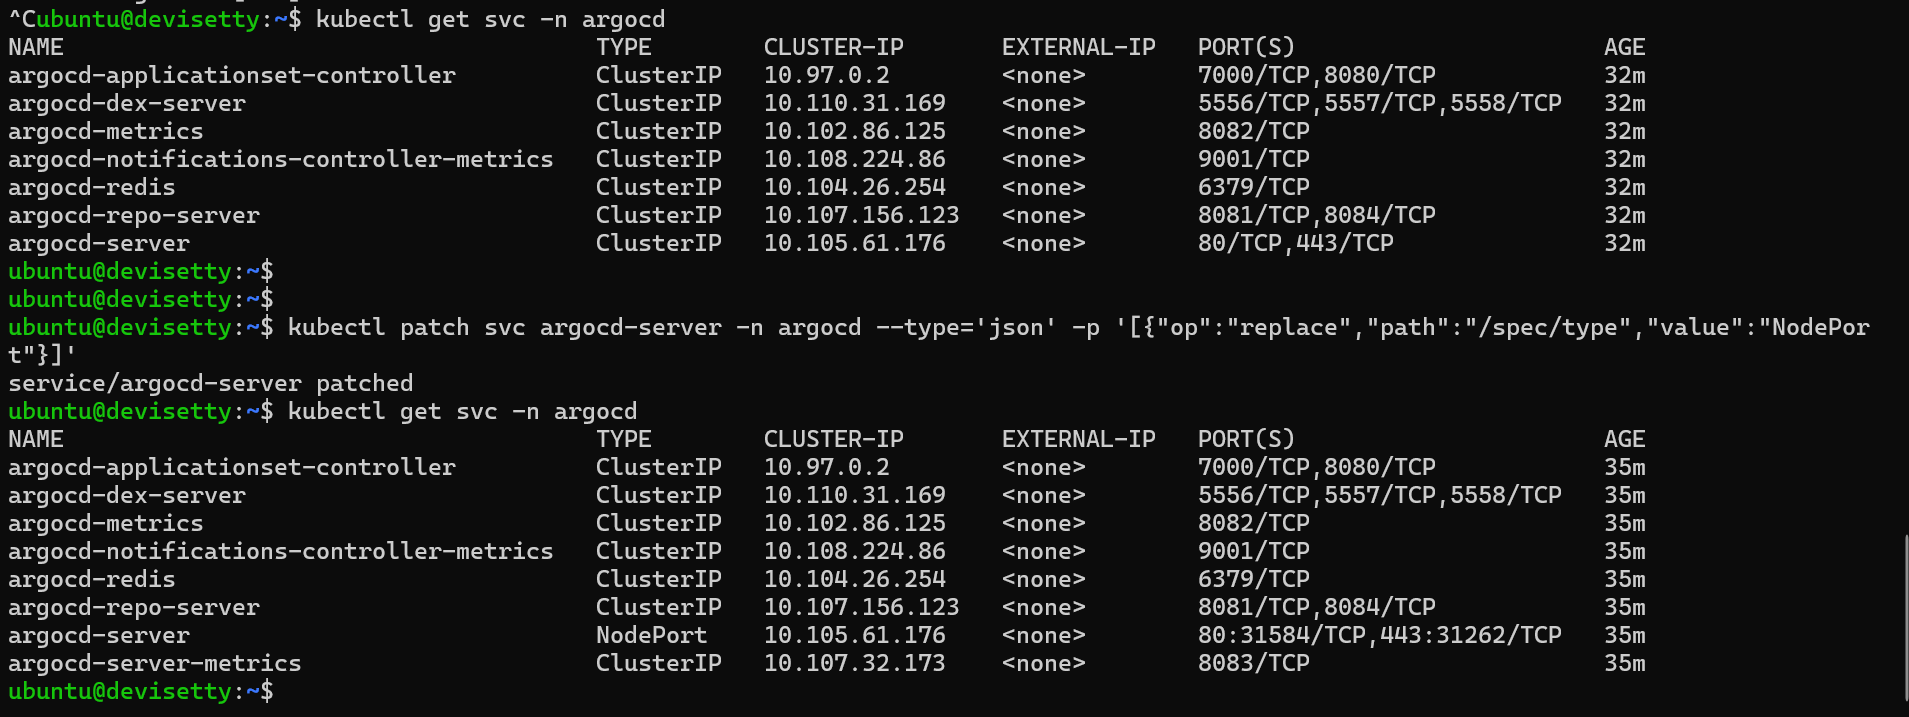 ^Cubuntu@devisetty:~$ kubectl get svc -n argocd
NAME TYPE CLUSTER-IP EXTERNAL-IP PORT(S) AGE
argocd-applicationset-controller ClusterIP 10.97.0.2 <none> 7000/TCP,8080/TCP 32m
argocd-dex-server ClusterIP 10.110.31.169 <none> 5556/TCP,5557/TCP,5558/TCP 32m
argocd-metrics ClusterIP 10.102.86.125 <none> 8082/TCP 32m
argocd-notifications-controller-metrics ClusterIP 10.108.224.86 <none> 9001/TCP 32m
argocd-redis ClusterIP 10.104.26.254 <none> 6379/TCP 32m
argocd-repo-server ClusterIP 10.107.156.123 <none> 8081/TCP,8084/TCP 32m
argocd-server ClusterIP 10.105.61.176 <none> 80/TCP,443/TCP 32m
ubuntu@devisetty:~$
ubuntu@devisetty:~$
ubuntu@devisetty:~$ kubectl patch svc argocd-server -n argocd --type='json' -p '[{"op":"replace","path":"/spec/type","value":"NodePor
t"}]'
service/argocd-server patched
ubuntu@devisetty:~$ kubectl get svc -n argocd
NAME TYPE CLUSTER-IP EXTERNAL-IP PORT(S) AGE
argocd-applicationset-controller ClusterIP 10.97.0.2 <none> 7000/TCP,8080/TCP 35m
argocd-dex-server ClusterIP 10.110.31.169 <none> 5556/TCP,5557/TCP,5558/TCP 35m
argocd-metrics ClusterIP 10.102.86.125 <none> 8082/TCP 35m
argocd-notifications-controller-metrics ClusterIP 10.108.224.86 <none> 9001/TCP 35m
argocd-redis ClusterIP 10.104.26.254 <none> 6379/TCP 35m
argocd-repo-server ClusterIP 10.107.156.123 <none> 8081/TCP,8084/TCP 35m
argocd-server NodePort 10.105.61.176 <none> 80:31584/TCP,443:31262/TCP 35m
argocd-server-metrics ClusterIP 10.107.32.173 <none> 8083/TCP 35m
ubuntu@devisetty:~$